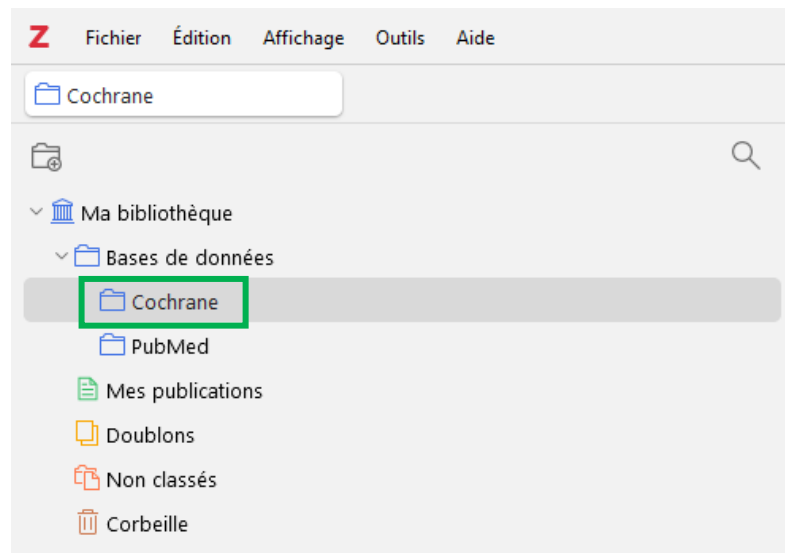 Z Fichier Édition Affichage Outils Aide
Cochrane
Ma bibliothèque
Bases de données
Cochrane
PubMed
Mes publications
Doublons
Non classés
Corbeille